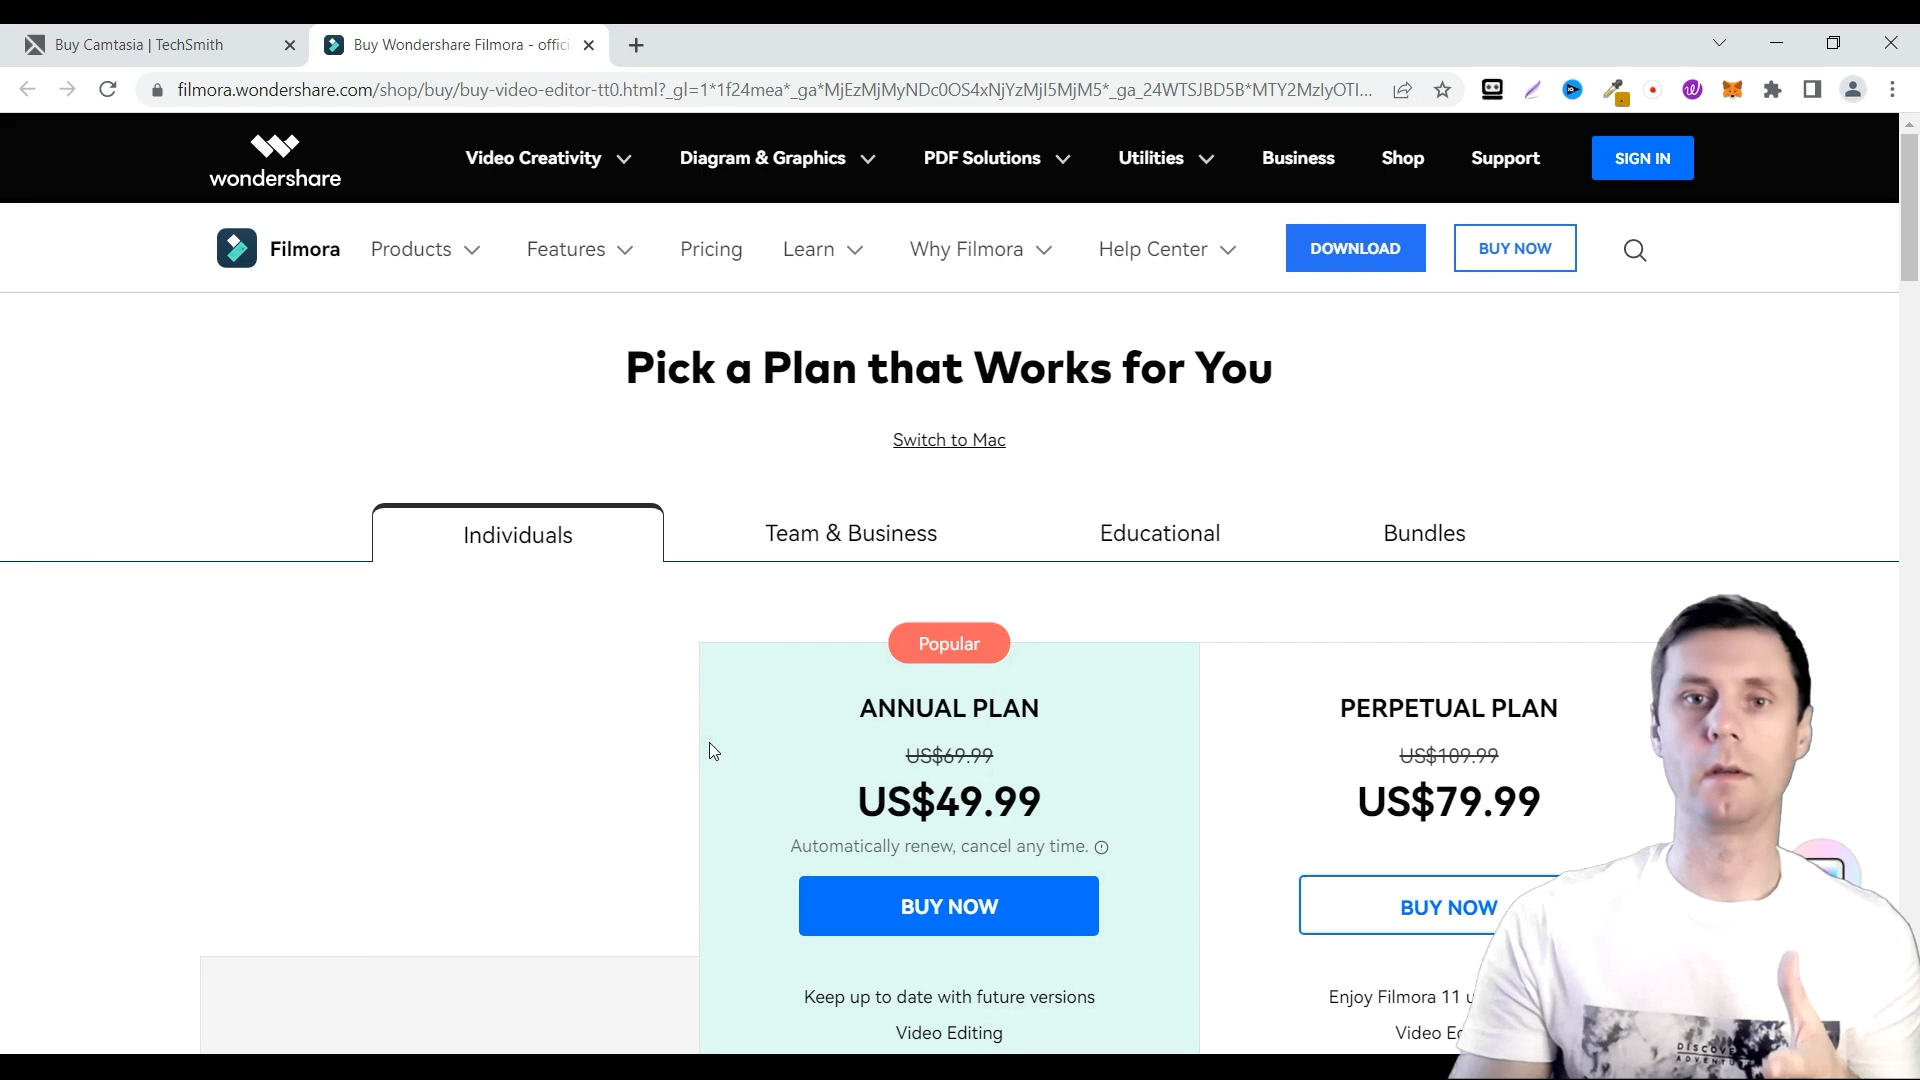 Buy Camtasia | TechSmith
Buy Wondershare Filmora - offici
filmora.wondershare.com/shop/buy/buy-video-editor-tt0.html?_gl=1*1f24mea*_ga*MjEzMjMyNDc0OS4xNjYzMjI5MjM5*_ga_24WTSJBD5B*MTY2MzIyOTI...
wondershare
Video Creativity
Diagram & Graphics
PDF Solutions
Utilities
Business
Shop
Support
SIGN IN
Filmora
Products
Features
Pricing
Learn
Why Filmora
Help Center
DOWNLOAD
BUY NOW
Pick a Plan that Works for You
Switch to Mac
Individuals
Team & Business
Educational
Bundles
Popular
ANNUAL PLAN
US$69.99
US$49.99
Automatically renew, cancel any time.
BUY NOW
Keep up to date with future versions
Video Editing
PERPETUAL PLAN
US$109.99
US$79.99
BUY NOW
Enjoy Filmora 11 u
Video Ed
DISCOVE